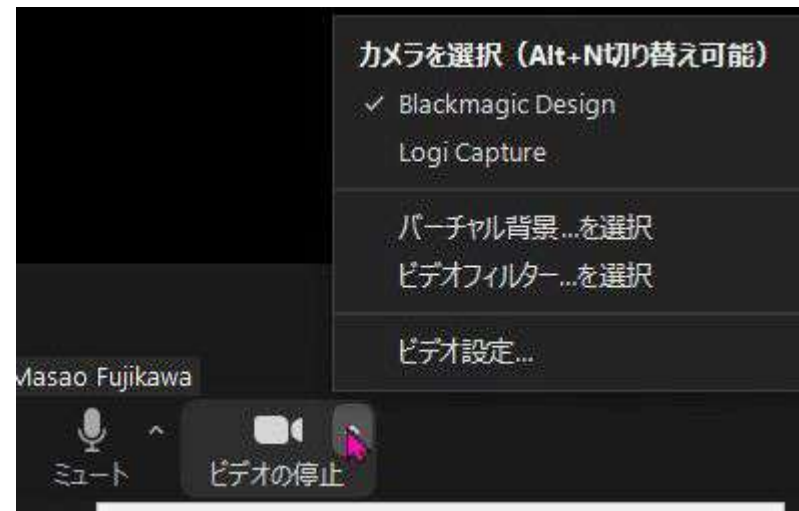 カメラを選択（Alt+N切り替え可能）
✓ Blackmagic Design
Logi Capture
バーチャル背景...を選択
ビデオフィルター...を選択
ビデオ設定...
Masao Fujikawa
ミュート
ビデオの停止